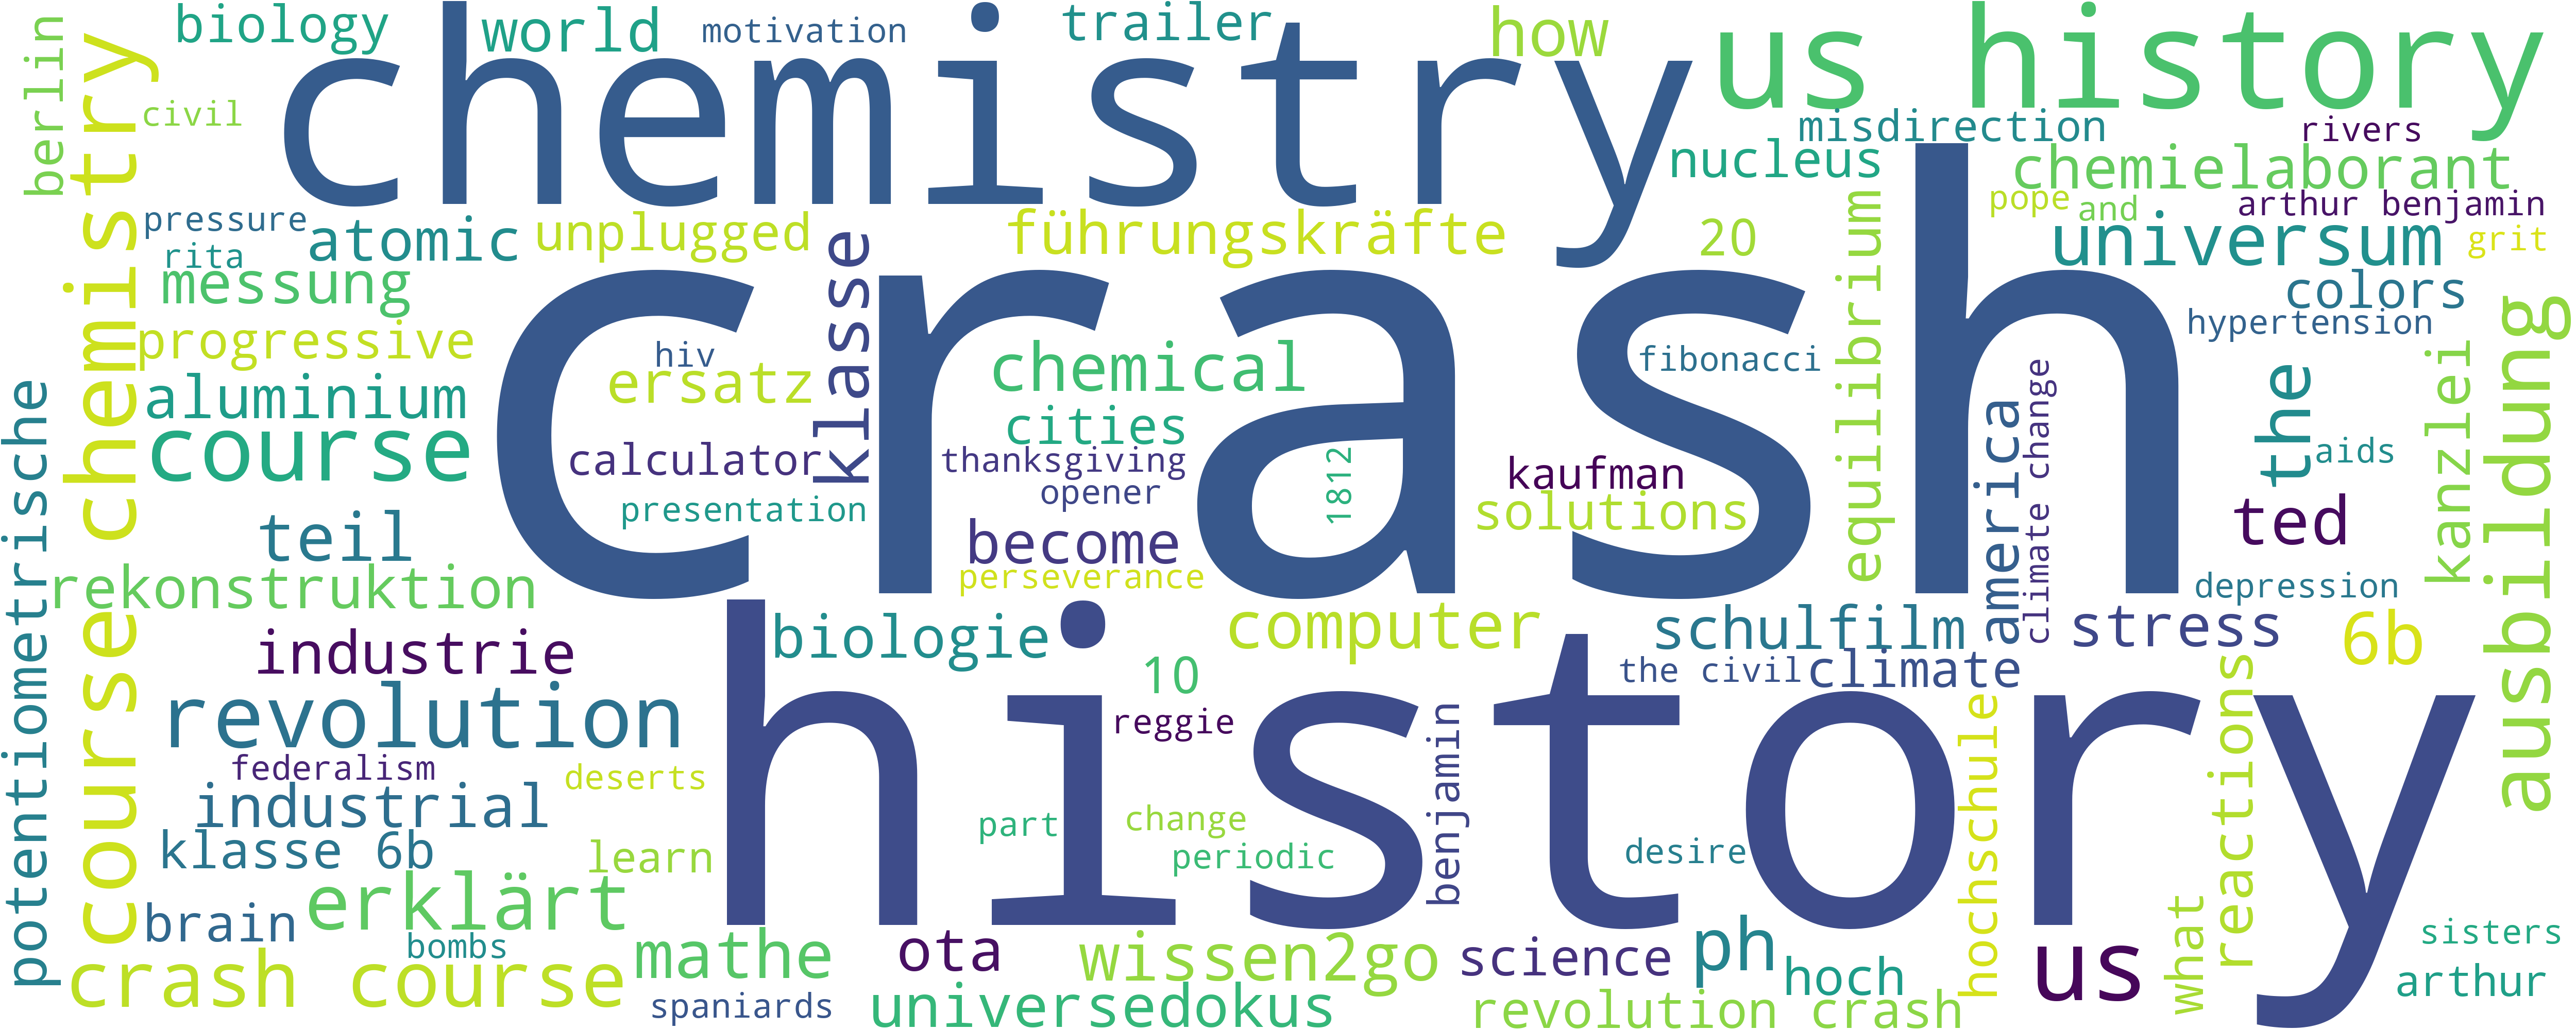 biology
world
motivation
trailer
how
us history
berlin
civil
chemistry
misdirection
rivers
nucleus
chemielaborant
pressure
rita
atomic
unplugged
führungskräfte
20
pope
and
arthur benjamin
universum
grit
messung
klasse
equilibrium
colors
hypertension
progressive
hiv
ersatz
chemical
fibonacci
crash
course chemistry
aluminium
course
cities
calculator
thanksgiving
opener
1812
kaufman
solutions
presentation
america
climate change
the
aids
kanzlei
ausbildung
ted
potentiometrische
teil
become
perseverance
depression
rekonstruktion
biologie
computer
schulfilm
stress
6b
industrie
10
the civil
climate
revolution
reggie
history
benjamin
federalism
deserts
industrial
part
change
hochschule
reactions
klasse 6b
learn
periodic
desire
erklärt
brain
bombs
mathe
ota
wissen2go
science
ph
hoch
us
what
sisters
arthur
crash course
spaniards
universedokus
revolution crash